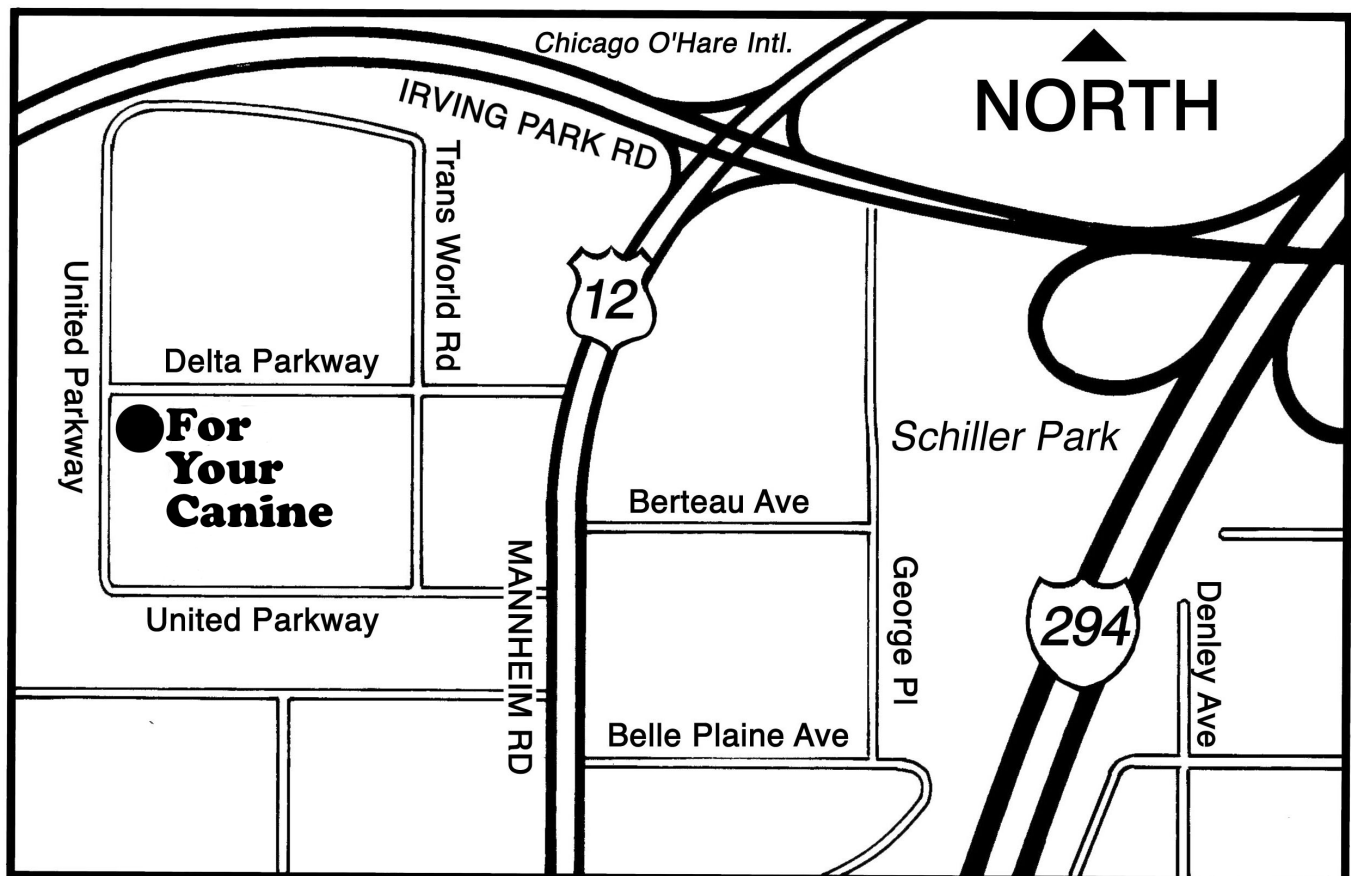 Chicago O'Hare Intl.
NORTH
IRVING PARK RD
Trans World Rd
United Parkway
12
Delta Parkway
For
Your
Canine
Schiller Park
Berteau Ave
MANNHEIM RD
George Pl
294
Denley Ave
United Parkway
Belle Plaine Ave